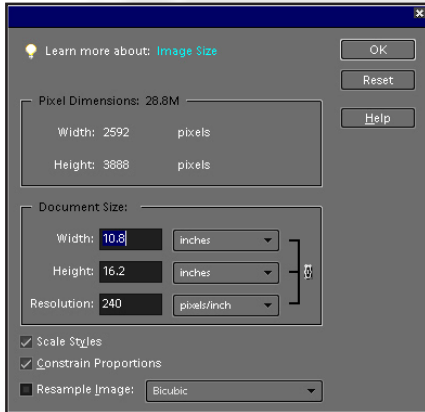 Learn more about: Image Size
OK
Reset
Help
Pixel Dimensions: 28.8M
Width: 2592 pixels
Height: 3888 pixels
Document Size:
Width: 10.8 inches
Height: 16.2 inches
Resolution: 240 pixels/inch
Scale Styles
Constrain Proportions
Resample Image: Bicubic